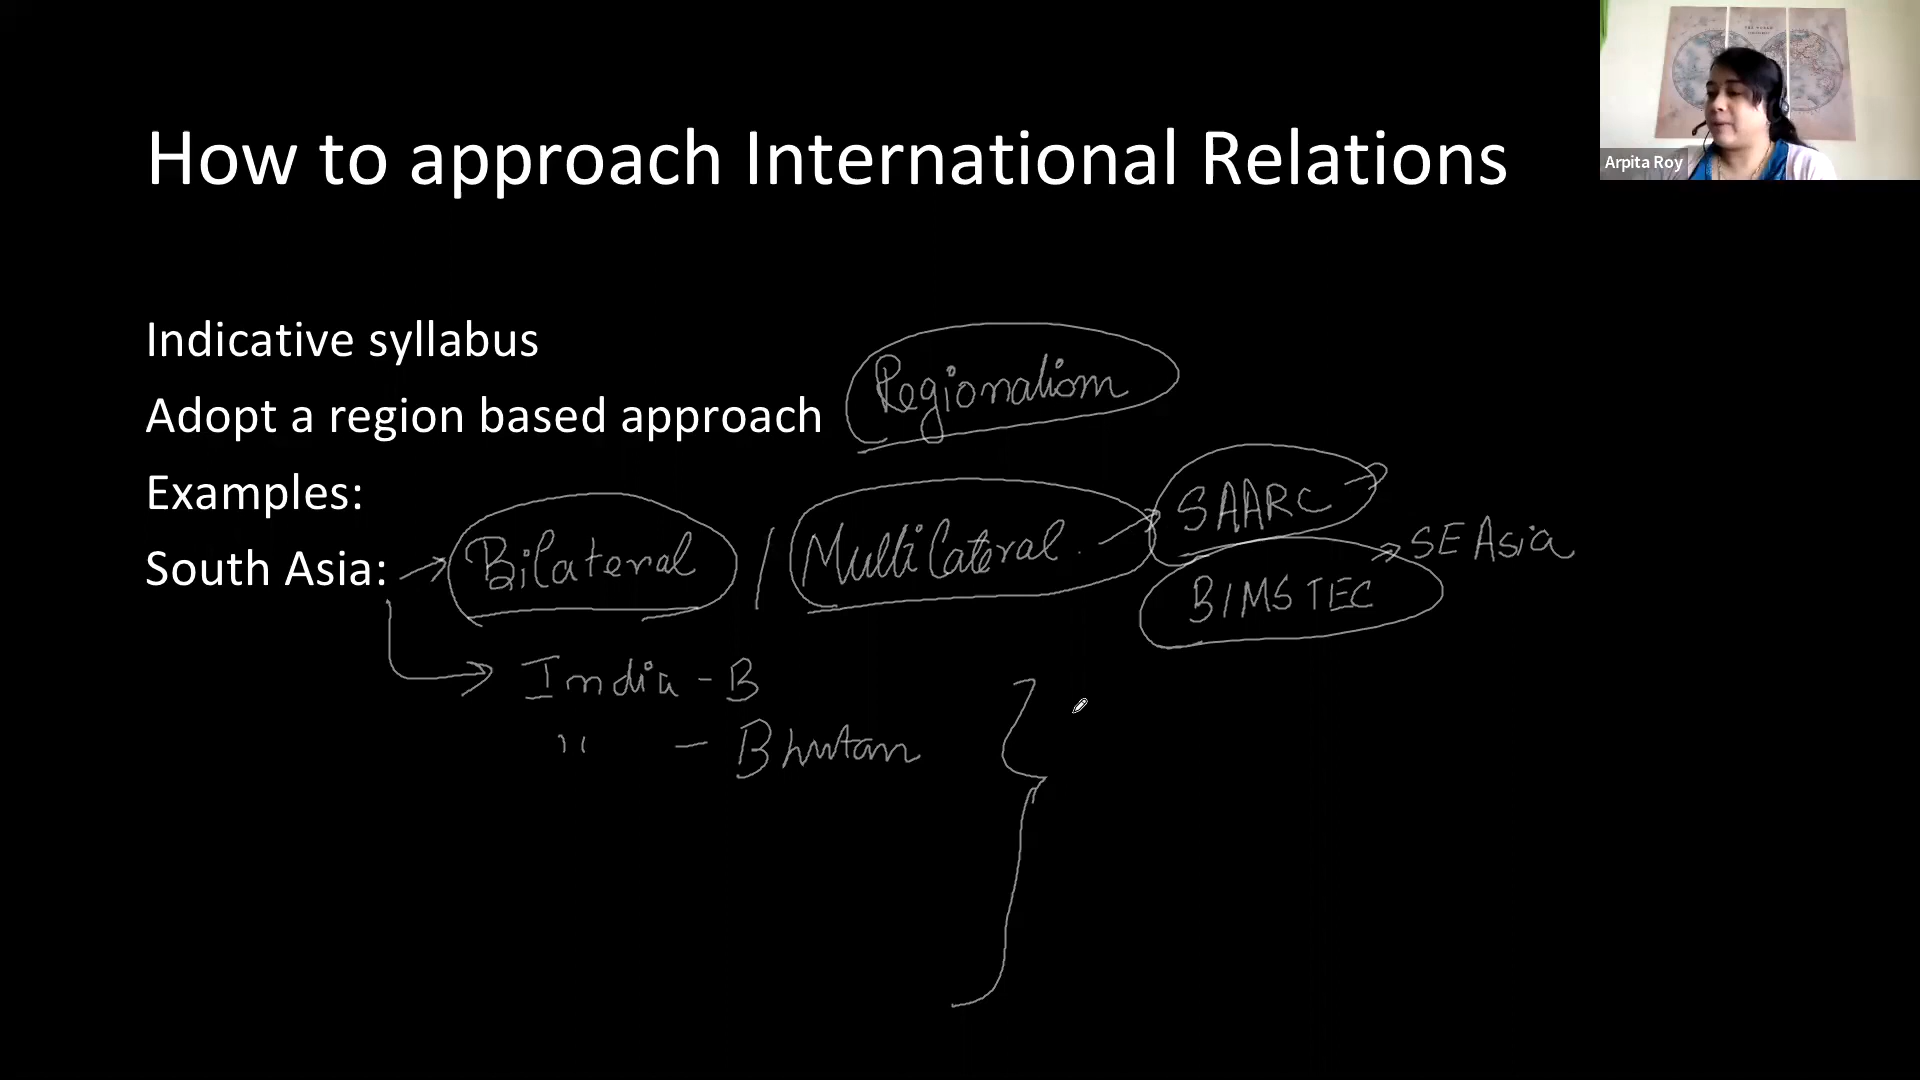 How to approach International Relations
Arpita Roy
Indicative syllabus
Regionalism
Adopt a region based approach
Examples:
SAARC
South Asia: Bilateral / Multilateral SE Asia
BIMSTEC
India - B
" - Bhutan